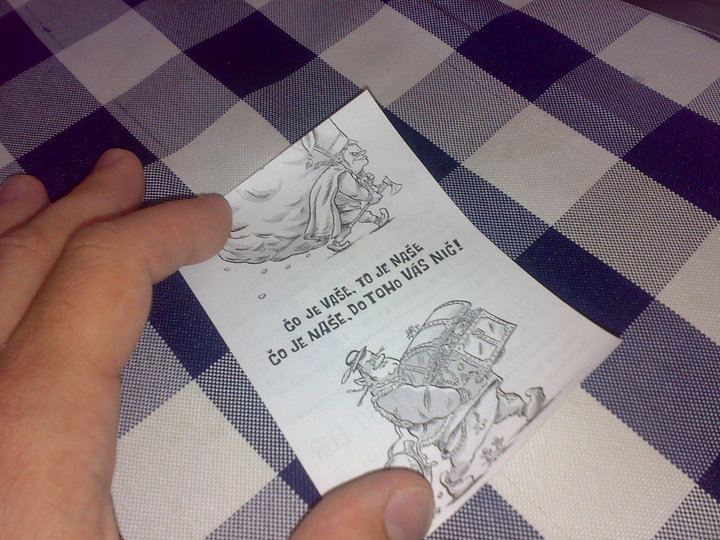 ČO JE VAŠE, TO JE NAŠE
ČO JE NAŠE, DO TOHO VÁS NIČ!